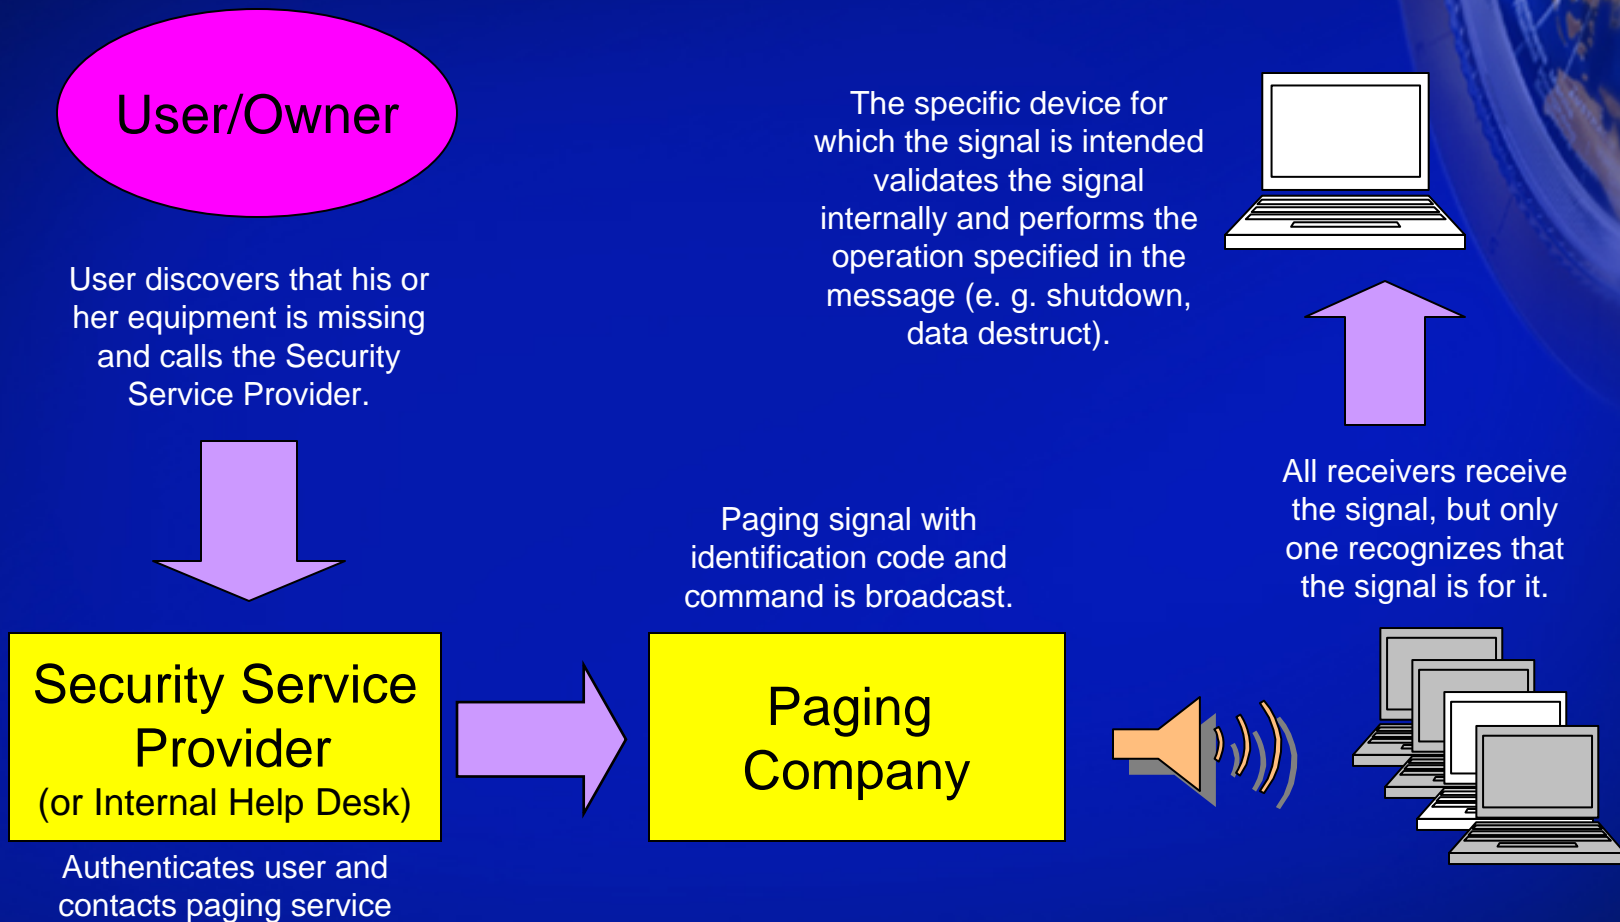 User/Owner
User discovers that his or
her equipment is missing
and calls the Security
Service Provider.
Security Service
Provider
(or Internal Help Desk)
Authenticates user and
contacts paging service
Paging signal with
identification code and
command is broadcast.
Paging
Company
All receivers receive
the signal, but only
one recognizes that
the signal is for it.
The specific device for
which the signal is intended
validates the signal
internally and performs the
operation specified in the
message (e. g. shutdown,
data destruct).